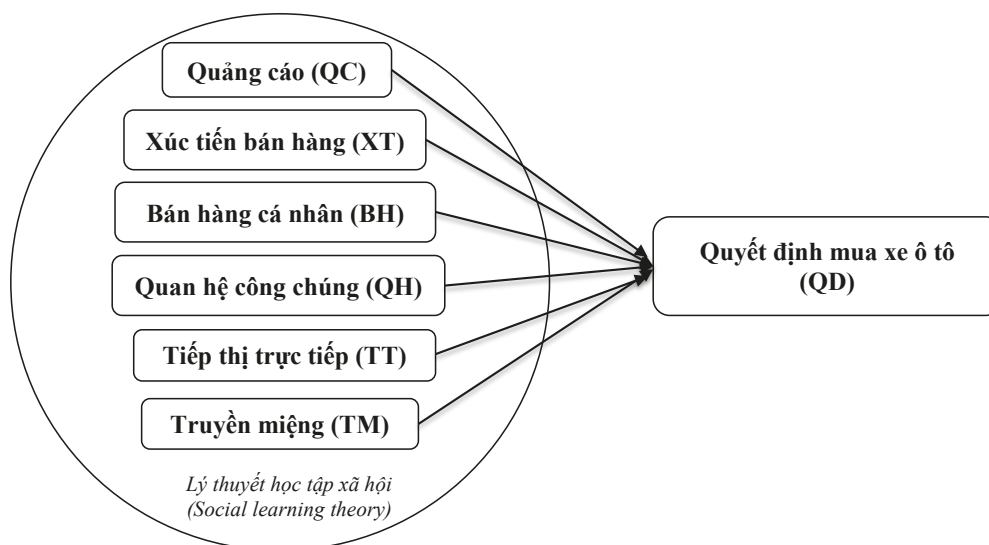 Quảng cáo (QC)
Xúc tiến bán hàng (XT)
Bán hàng cá nhân (BH)
Quan hệ công chúng (QH)
Tiếp thị trực tiếp (TT)
Truyền miệng (TM)
Lý thuyết học tập xã hội
(Social learning theory)
Quyết định mua xe ô tô
(QD)